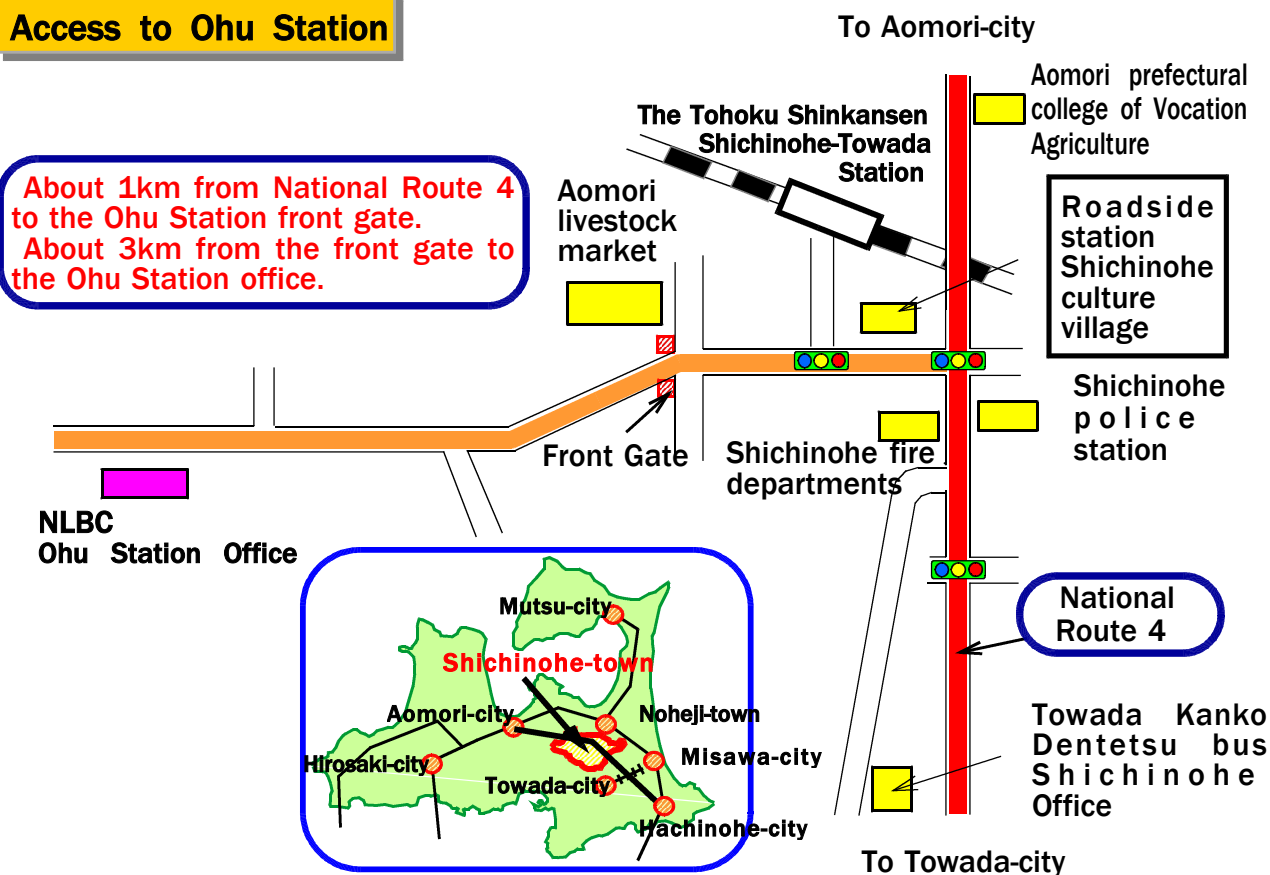 Access to Ohu Station
To Aomori-city
Aomori prefectural
college of Vocation
Agriculture
The Tohoku Shinkansen
Shichinohe-Towada
Station
About 1km from National Route 4
to the Ohu Station front gate.
About 3km from the front gate to
the Ohu Station office.
Aomori
livestock
market
Roadside
station
Shichinohe
culture
village
Shichinohe
police
station
Front Gate
Shichinohe fire
departments
NLBC
Ohu Station Office
National
Route 4
Mutsu-city
Shichinohe-town
Aomori-city
Noheji-town
Hirosaki-city
Misawa-city
Towada-city
Hachinohe-city
Towada Kanko
Dentetsu bus
Shichinohe
Office
To Towada-city